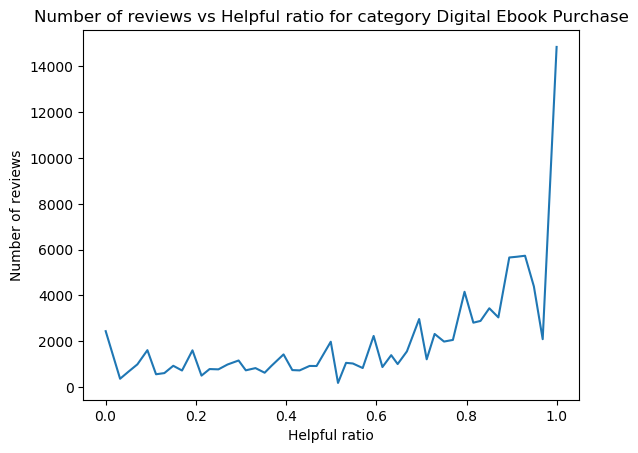 Number of reviews vs Helpful ratio for category Digital Ebook Purchase
14000
12000
10000
8000
6000
4000
2000
0
Number of reviews
0.0 0.2 0.4 0.6 0.8 1.0
Helpful ratio